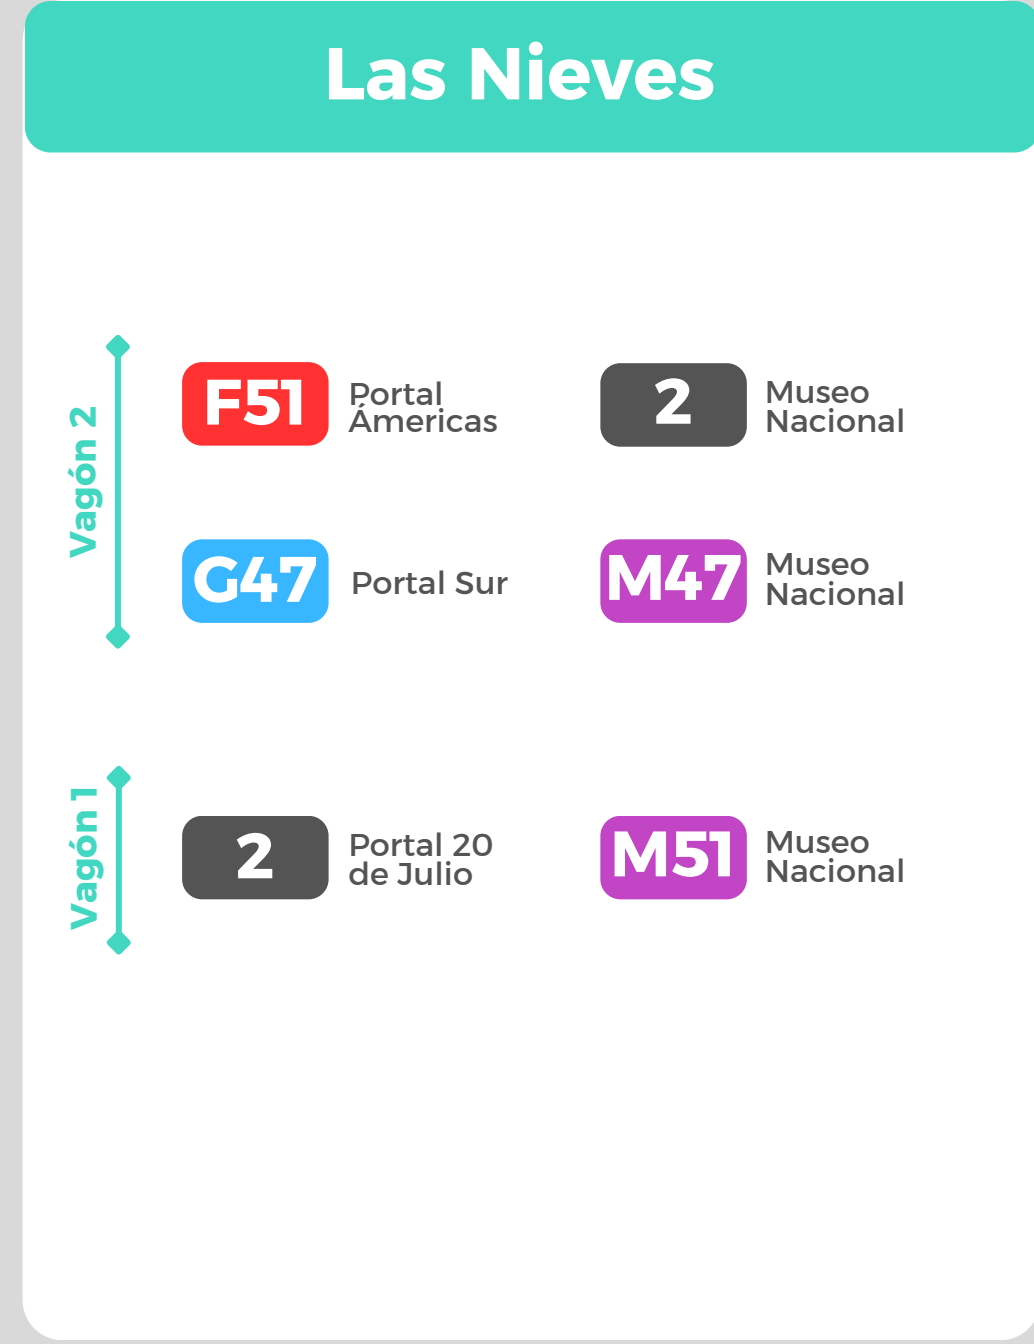 Las Nieves
Vagón 2
F51
Portal
Ámericas
2
Museo
Nacional
G47
Portal Sur
M47
Museo
Nacional
Vagón 1
2
Portal 20
de Julio
M51
Museo
Nacional